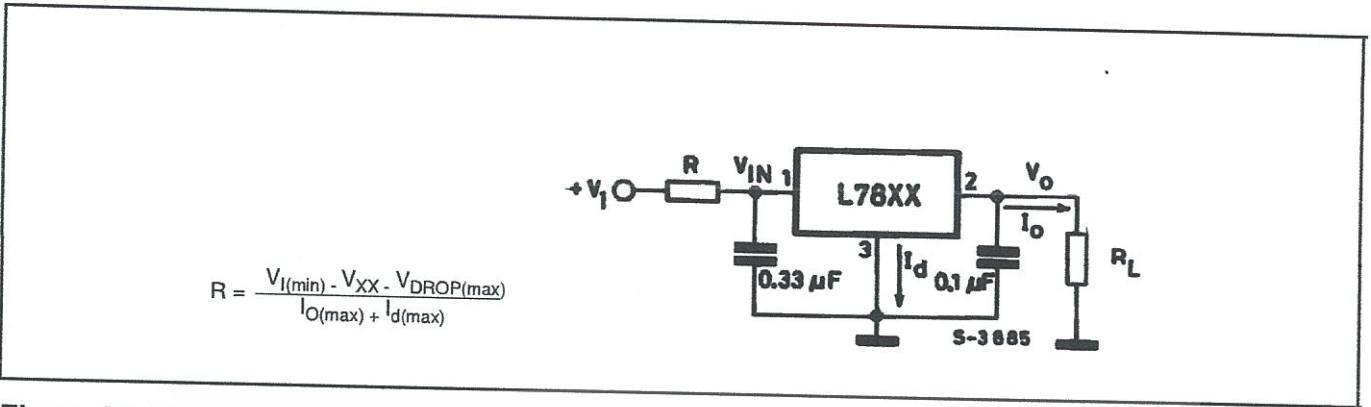 R
V_IN
1
L78XX
2
V_O
+ V_I
I_O
3
I_d
R_L
0.33 μF
0.1 μF
R = V_I(min) - V_XX - V_DROP(max)
I_O(max) + I_d(max)
S-3885